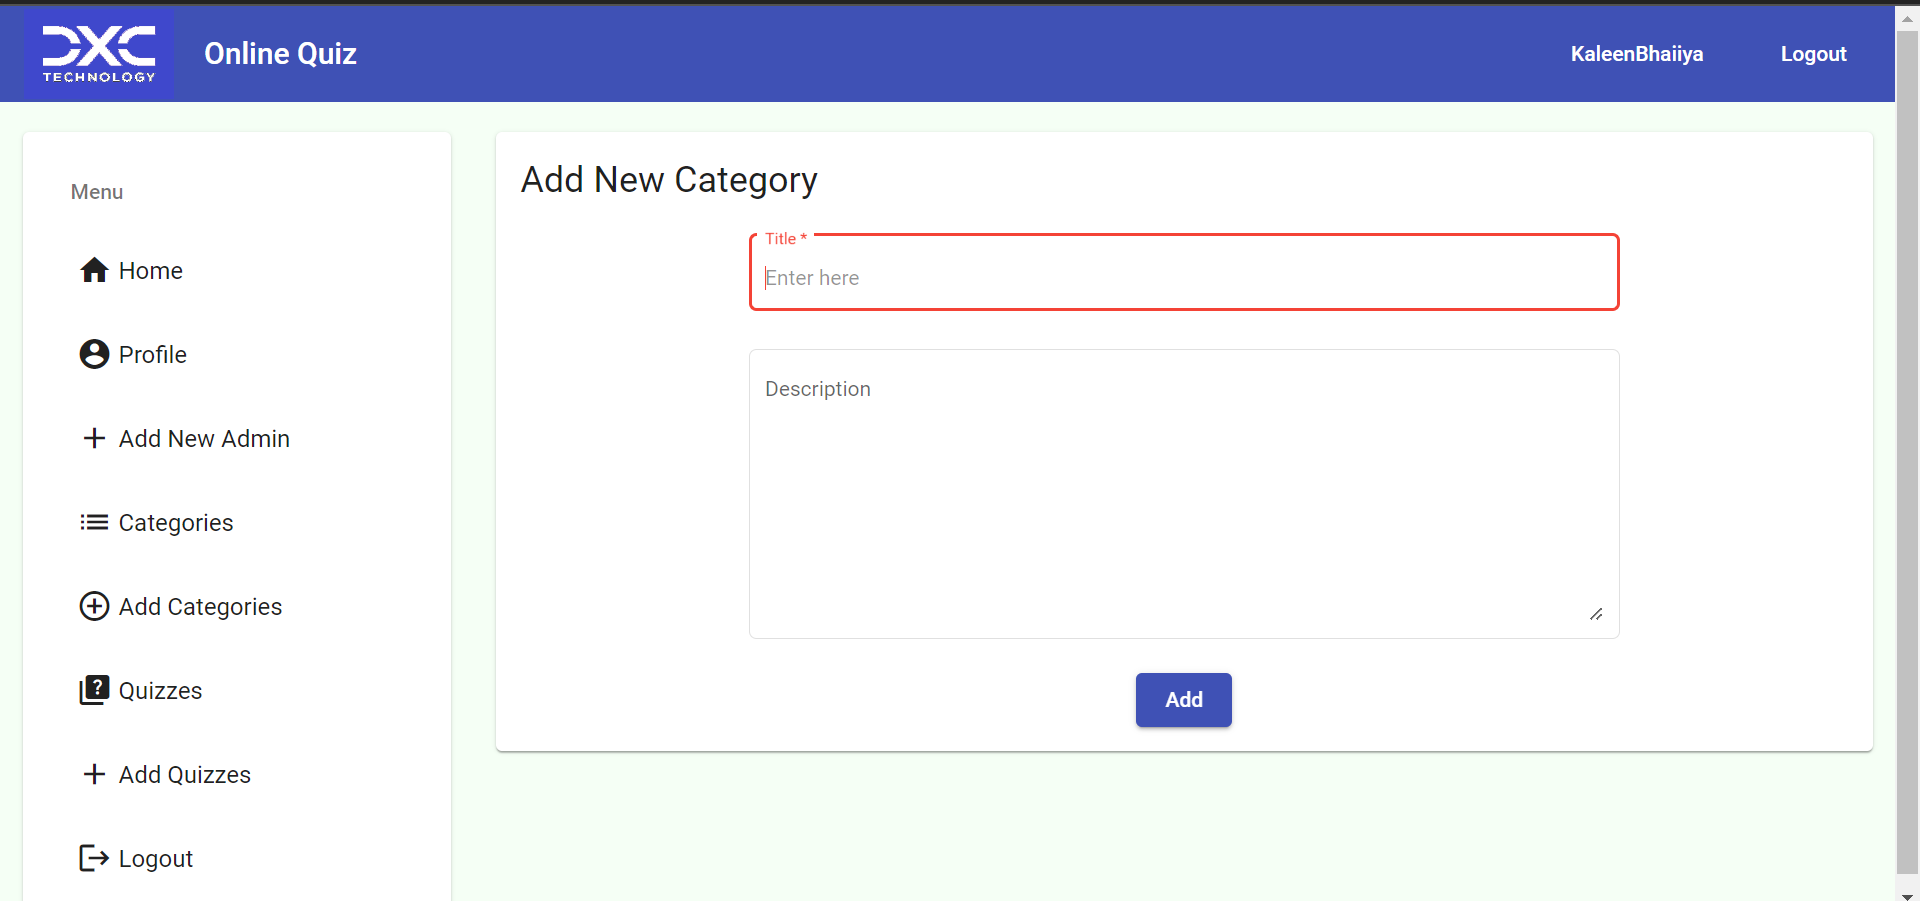 DXC
TECHNOLOGY
Online Quiz
KaleenBhaiiya
Logout
Menu
Home
Profile
Add New Admin
Categories
Add Categories
Quizzes
Add Quizzes
Logout
Add New Category
Title *
Enter here
Description
Add